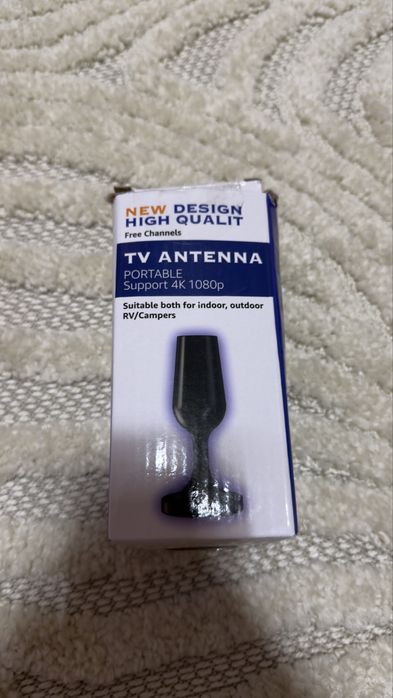 NEW DESIGN
HIGH QUALIT
Free Channels
TV ANTENNA
PORTABLE
Support 4K 1080p
Suitable both for indoor, outdoor
RV/Campers